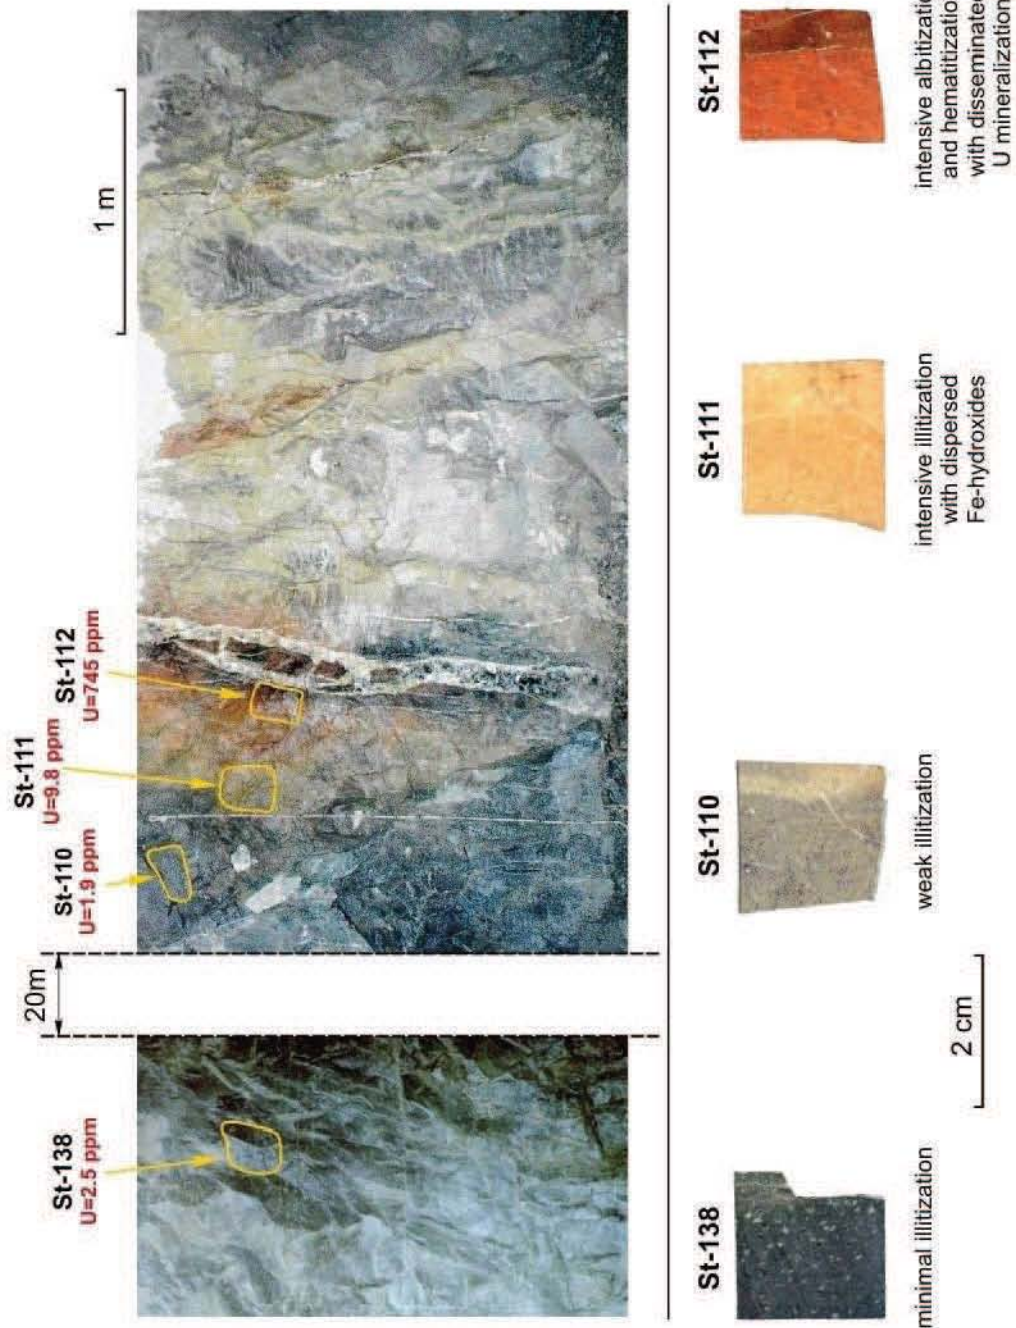 St-138
U=2.5 ppm
20m
St-110
U=1.9 ppm
St-111
U=9.8 ppm
St-112
U=745 ppm
1 m
St-138
minimal illitization
2 cm
St-110
weak illitization
St-111
intensive illitization
with dispersed
Fe-hydroxides
St-112
intensive albitizatio
and hematitization
with disseminated
U mineralization